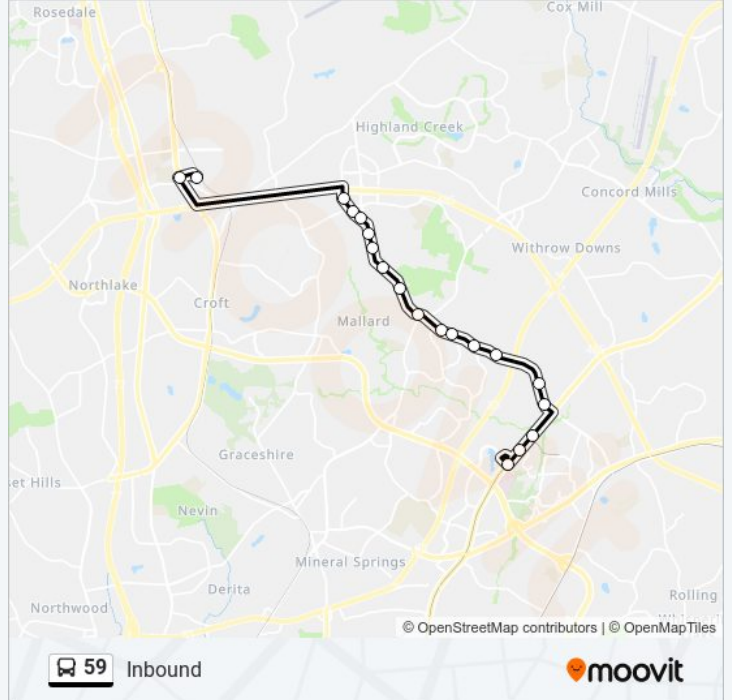 Rosedale
Cox Mill
Highland Creek
Concord Mills
Withrow Downs
Northlake
Croft
Mallard
Graceshire
set Hills
Nevin
Mineral Springs
Derita
Rolling
Northwood
© OpenStreetMap contributors | © OpenMapTiles
59 Inbound
moovit